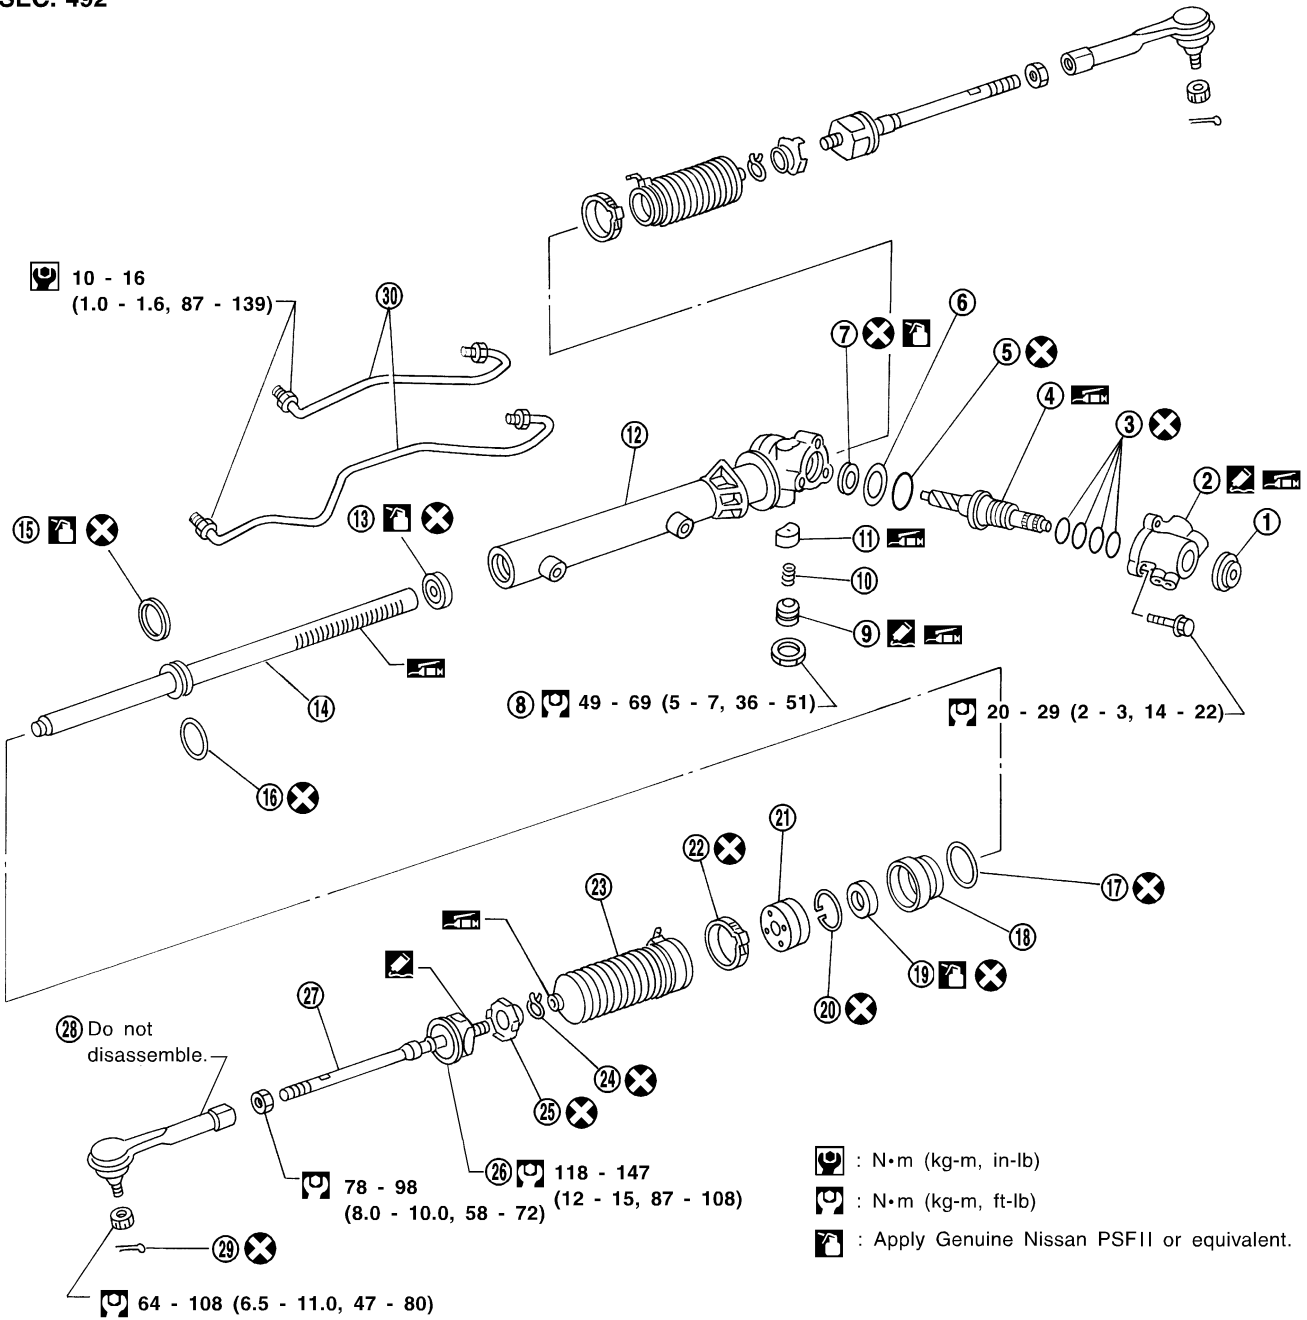 SEC. 492
10 - 16
(1.0 - 1.6, 87 - 139)
30
6
7
5
4
3
2
1
12
13
15
11
10
9
14
8 49 - 69 (5 - 7, 36 - 51)
20 - 29 (2 - 3, 14 - 22)
16
21
22
23
17
18
19
20
27
28 Do not
disassemble.
24
25
26 118 - 147
(12 - 15, 87 - 108)
78 - 98
(8.0 - 10.0, 58 - 72)
29
64 - 108 (6.5 - 11.0, 47 - 80)
: N•m (kg-m, in-lb)
: N•m (kg-m, ft-lb)
: Apply Genuine Nissan PSFII or equivalent.